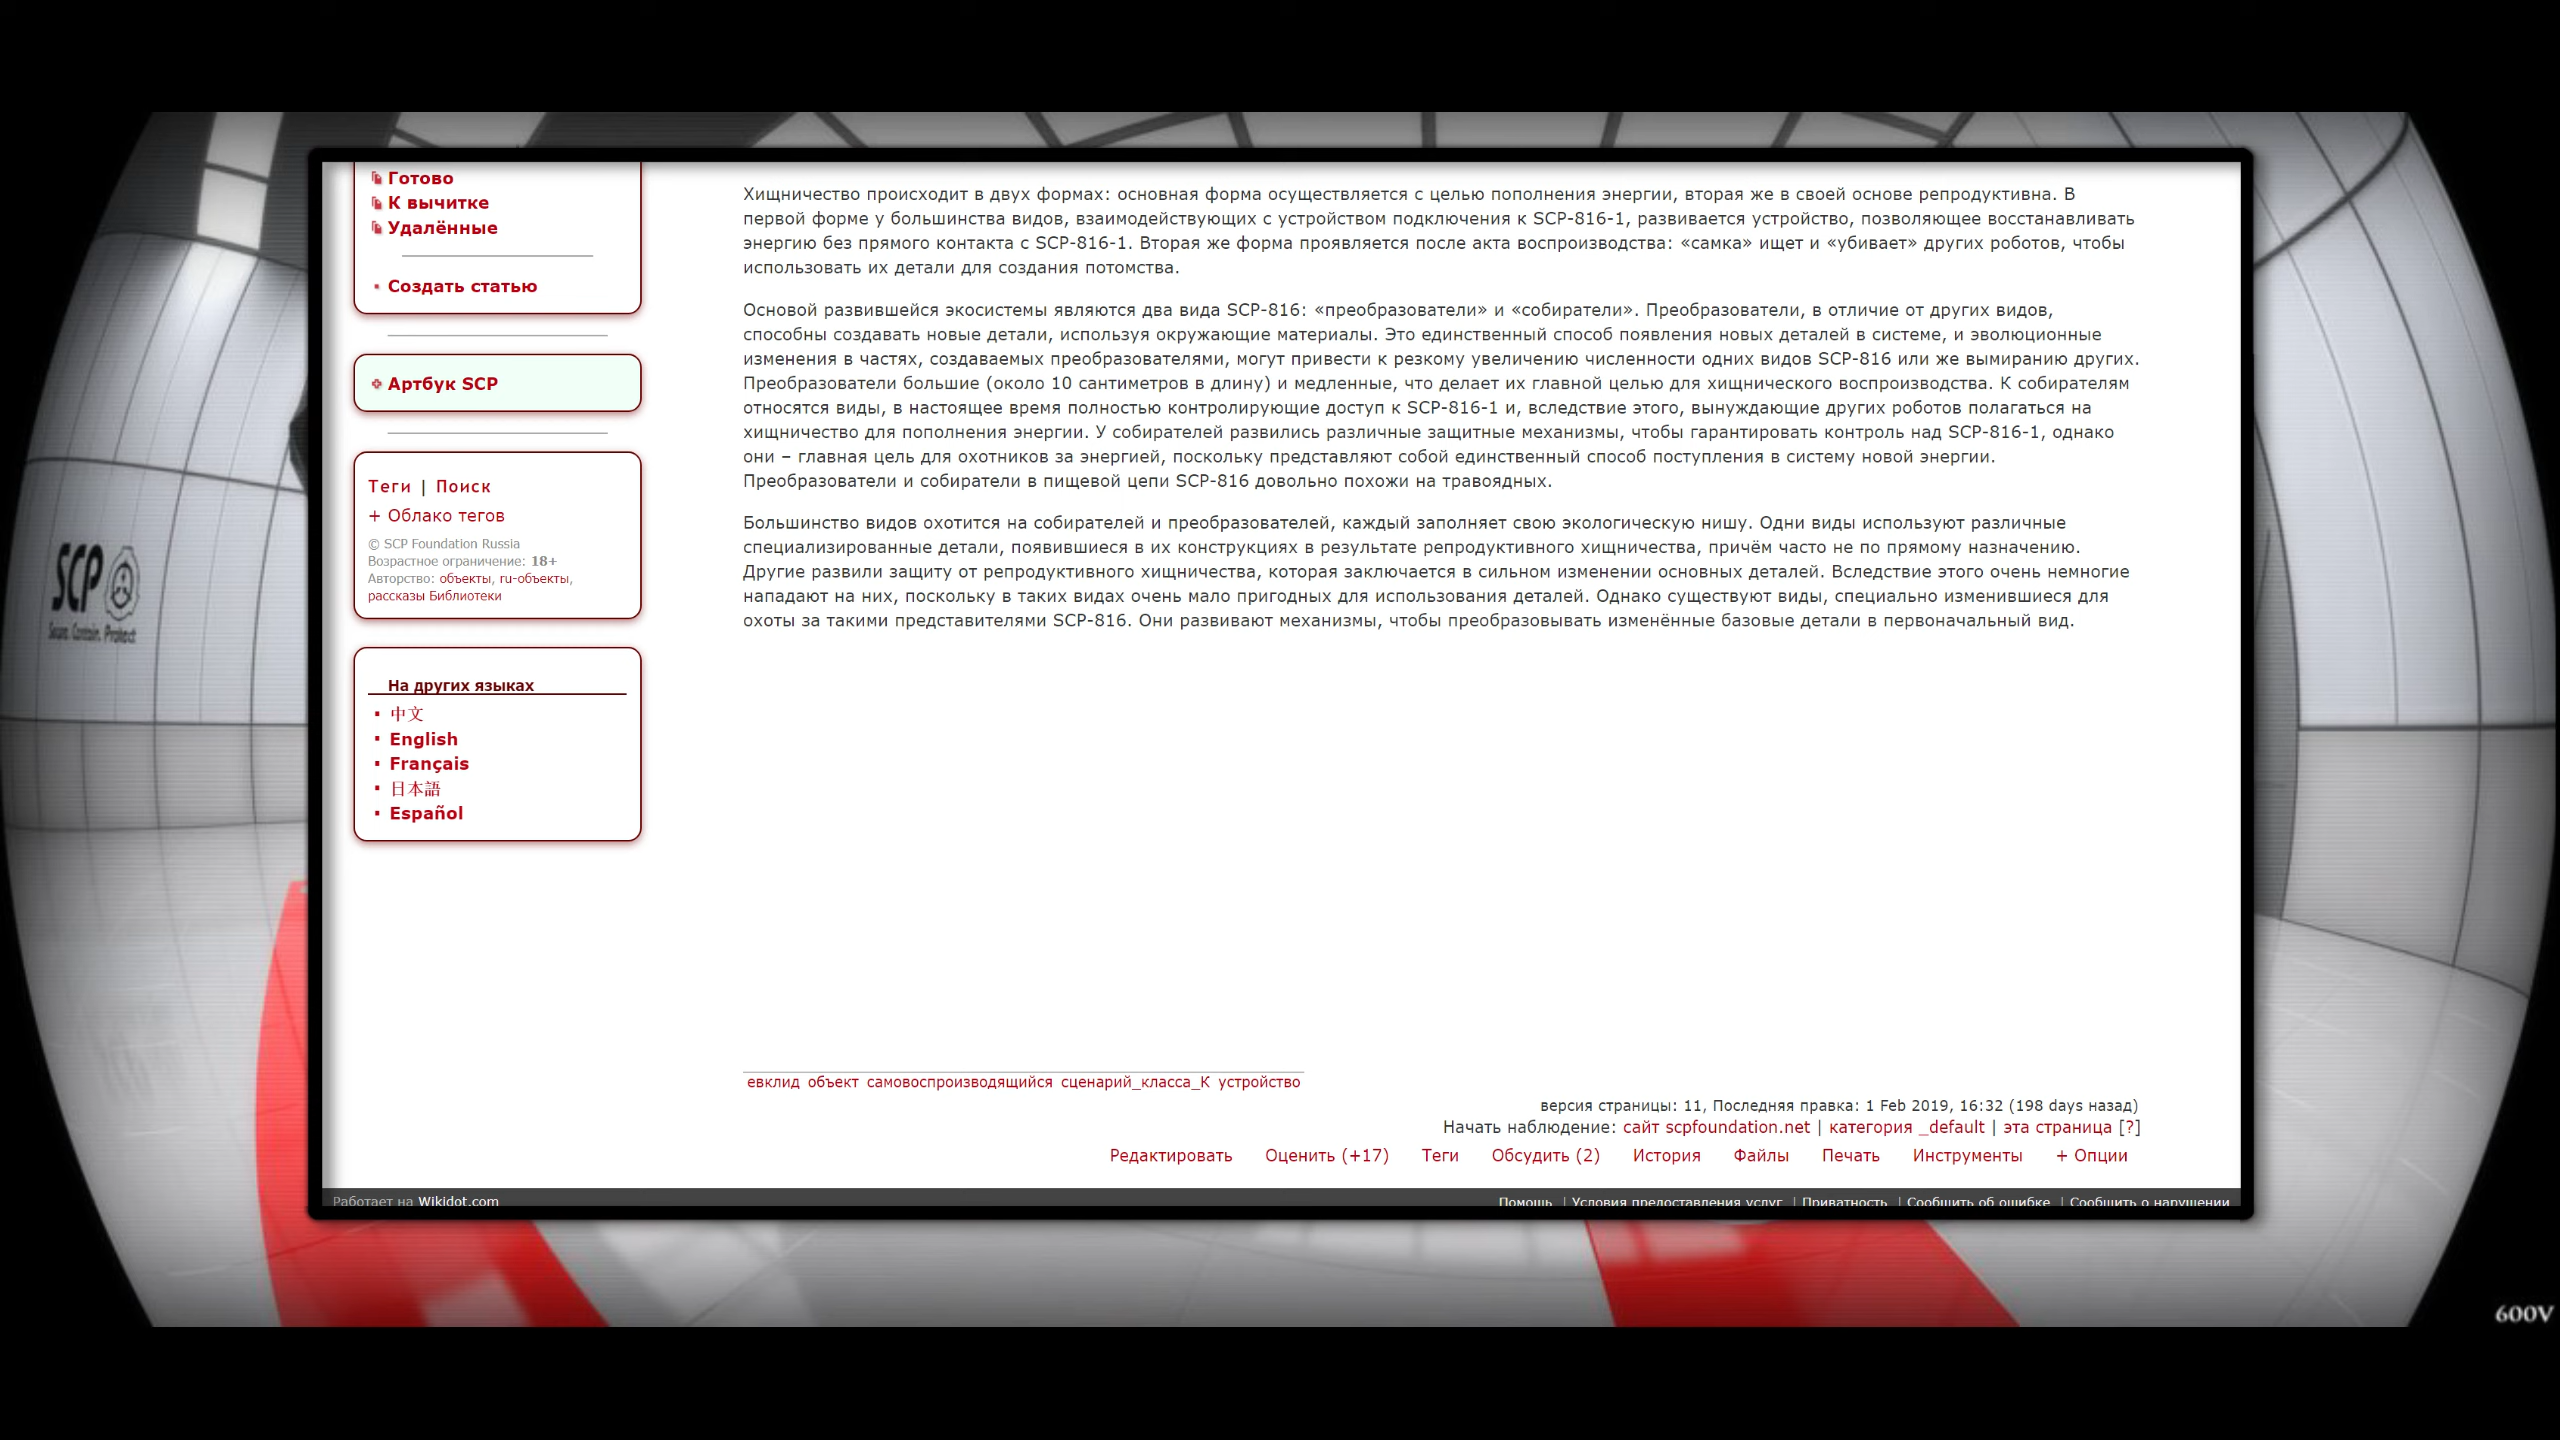 Готово
К вычитке
Удалённые
Создать статью
Артбук SCP
Теги | Поиск
+ Облако тегов
© SCP Foundation Russia
Возрастное ограничение: 18+
Авторство: объекты, ru-объекты,
рассказы Библиотеки
На других языках
中文
English
Français
日本語
Español
Хищничество происходит в двух формах: основная форма осуществляется с целью пополнения энергии, вторая же в своей основе репродуктивна. В
первой форме у большинства видов, взаимодействующих с устройством подключения к SCP-816-1, развивается устройство, позволяющее восстанавливать
энергию без прямого контакта с SCP-816-1. Вторая же форма проявляется после акта воспроизводства: «самка» ищет и «убивает» других роботов, чтобы
использовать их детали для создания потомства.
Основой развившейся экосистемы являются два вида SCP-816: «преобразователи» и «собиратели». Преобразователи, в отличие от других видов,
способны создавать новые детали, используя окружающие материалы. Это единственный способ появления новых деталей в системе, и эволюционные
изменения в частях, создаваемых преобразователями, могут привести к резкому увеличению численности одних видов SCP-816 или же вымиранию других.
Преобразователи большие (около 10 сантиметров в длину) и медленные, что делает их главной целью для хищнического воспроизводства. К собирателям
относятся виды, в настоящее время полностью контролирующие доступ к SCP-816-1 и, вследствие этого, вынуждающие других роботов полагаться на
хищничество для пополнения энергии. У собирателей развились различные защитные механизмы, чтобы гарантировать контроль над SCP-816-1, однако
они – главная цель для охотников за энергией, поскольку представляют собой единственный способ поступления в систему новой энергии.
Преобразователи и собиратели в пищевой цепи SCP-816 довольно похожи на травоядных.
Большинство видов охотится на собирателей и преобразователей, каждый заполняет свою экологическую нишу. Одни виды используют различные
специализированные детали, появившиеся в их конструкциях в результате репродуктивного хищничества, причём часто не по прямому назначению.
Другие развили защиту от репродуктивного хищничества, которая заключается в сильном изменении основных деталей. Вследствие этого очень немногие
нападают на них, поскольку в таких видах очень мало пригодных для использования деталей. Однако существуют виды, специально изменившиеся для
охоты за такими представителями SCP-816. Они развивают механизмы, чтобы преобразовывать изменённые базовые детали в первоначальный вид.
евклид объект самовоспроизводящийся сценарий_класса_К устройство
версия страницы: 11, Последняя правка: 1 Feb 2019, 16:32 (198 days назад)
Начать наблюдение: сайт scpfoundation.net | категория _default | эта страница [?]
Редактировать Оценить (+17) Теги Обсудить (2) История Файлы Печать Инструменты + Опции
Работает на Wikidot.com
Помощь | Условия предоставления услуг | Приватность | Сообщить об ошибке | Сообщить о нарушении
SCP
Secure. Contain. Protect
600V